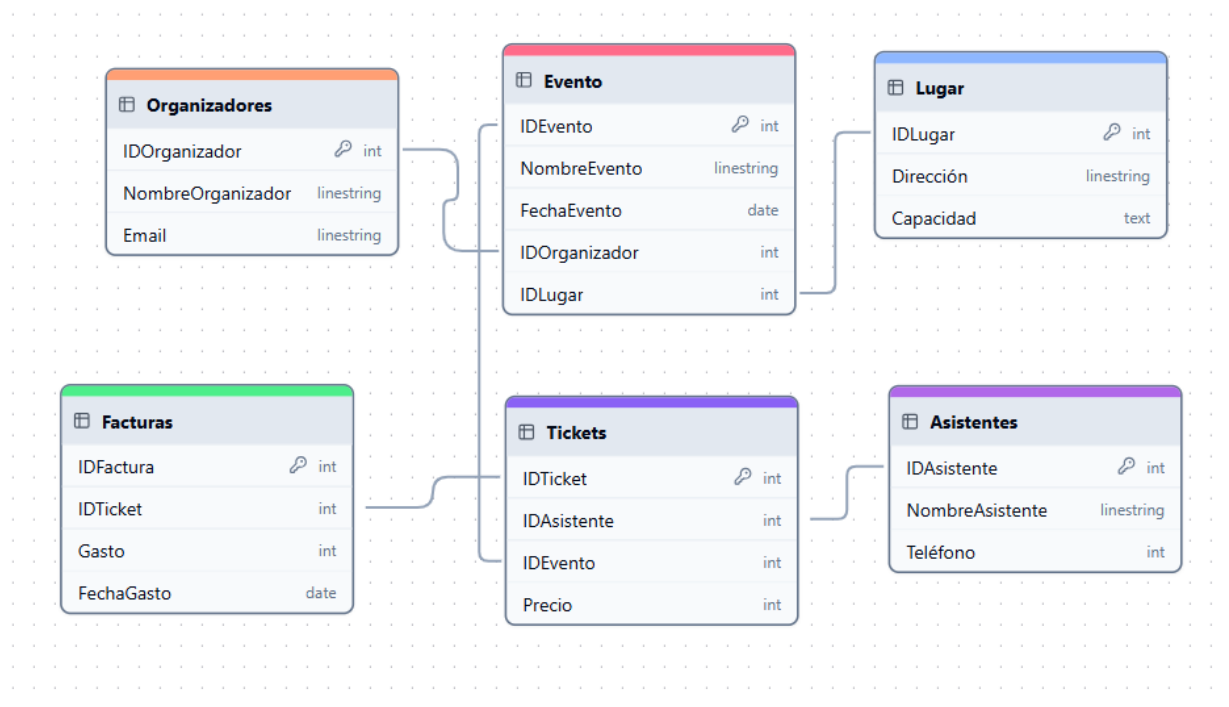 Organizadores
IDOrganizador int
NombreOrganizador linestring
Email linestring
Evento
IDEvento int
NombreEvento linestring
FechaEvento date
IDOrganizador int
IDLugar int
Lugar
IDLugar int
Dirección linestring
Capacidad text
Facturas
IDFactura int
IDTicket int
Gasto int
FechaGasto date
Tickets
IDTicket int
IDAsistente int
IDEvento int
Precio int
Asistentes
IDAsistente int
NombreAsistente linestring
Teléfono int